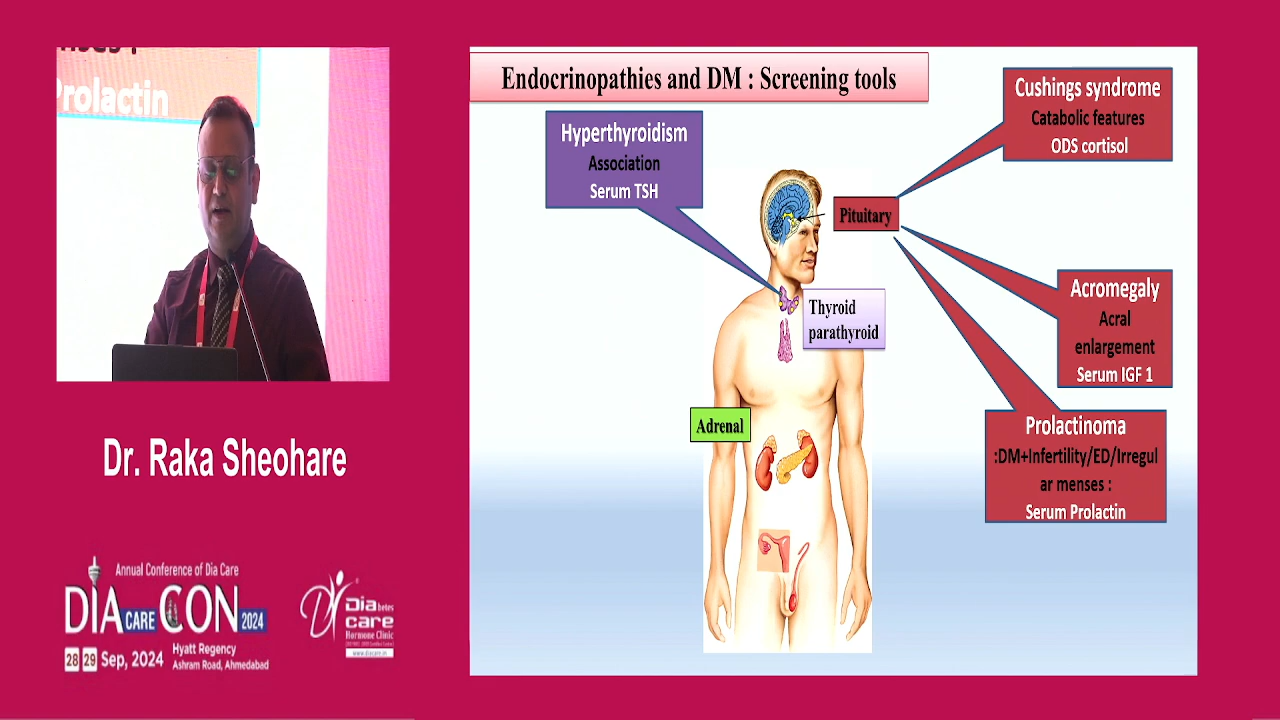 Prolactin
Dr. Raka Sheohare
Annual Conference of Dia Care
DIA CARE CON 2024
28 29 Sep, 2024
Hyatt Regency
Ashram Road, Ahmedabad
Diabetes
care
Hormone Clinic
www.diacare.in
Endocrinopathies and DM : Screening tools
Hyperthyroidism
Association
Serum TSH
Cushings syndrome
Catabolic features
ODS cortisol
Pituitary
Acromegaly
Acral
enlargement
Serum IGF 1
Thyroid
parathyroid
Adrenal
Prolactinoma
:DM+Infertility/ED/Irregul
ar menses :
Serum Prolactin